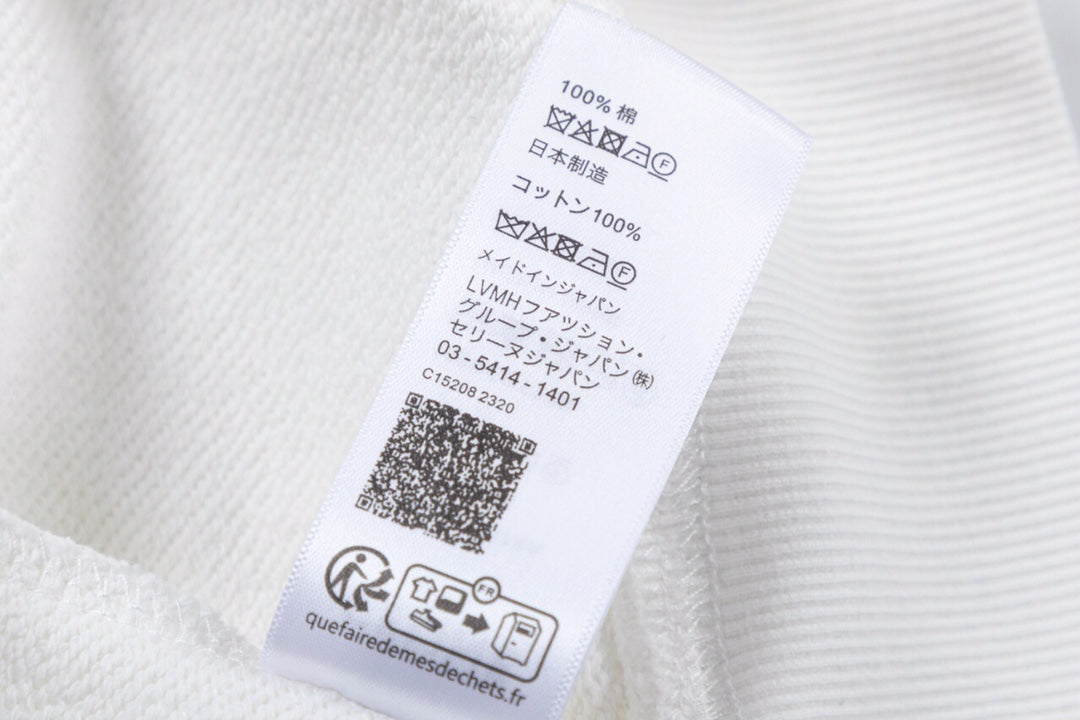 100% 棉
F
日本制造
コットン100%
F
メイドインジャパン
LVMHファッション・
グループ・ジャパン㈱
セリーヌジャパン
03-5414-1401
C15208 2320
FR
quefairedemesdechets.fr